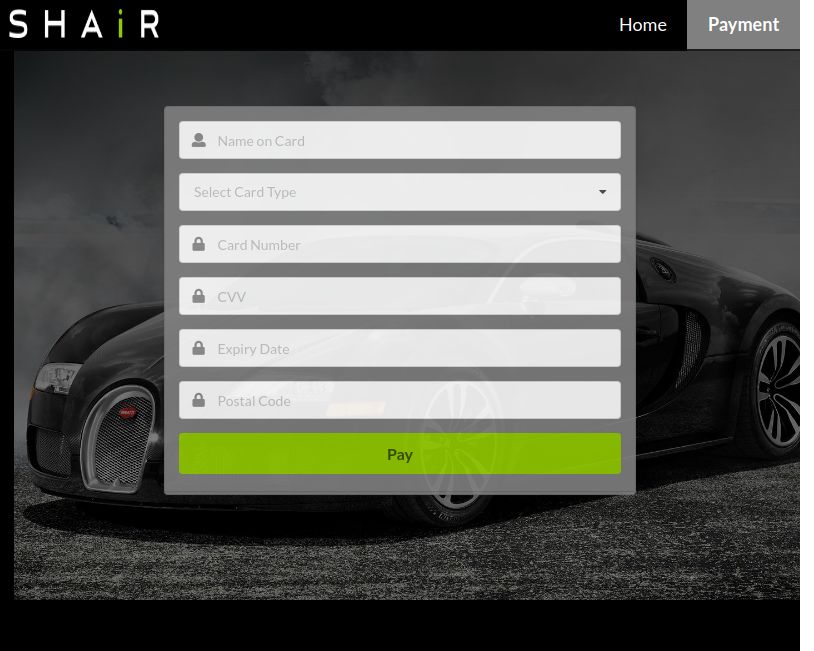 SHAiR
Home
Payment
Name on Card
Select Card Type
Card Number
CVV
Expiry Date
Postal Code
Pay